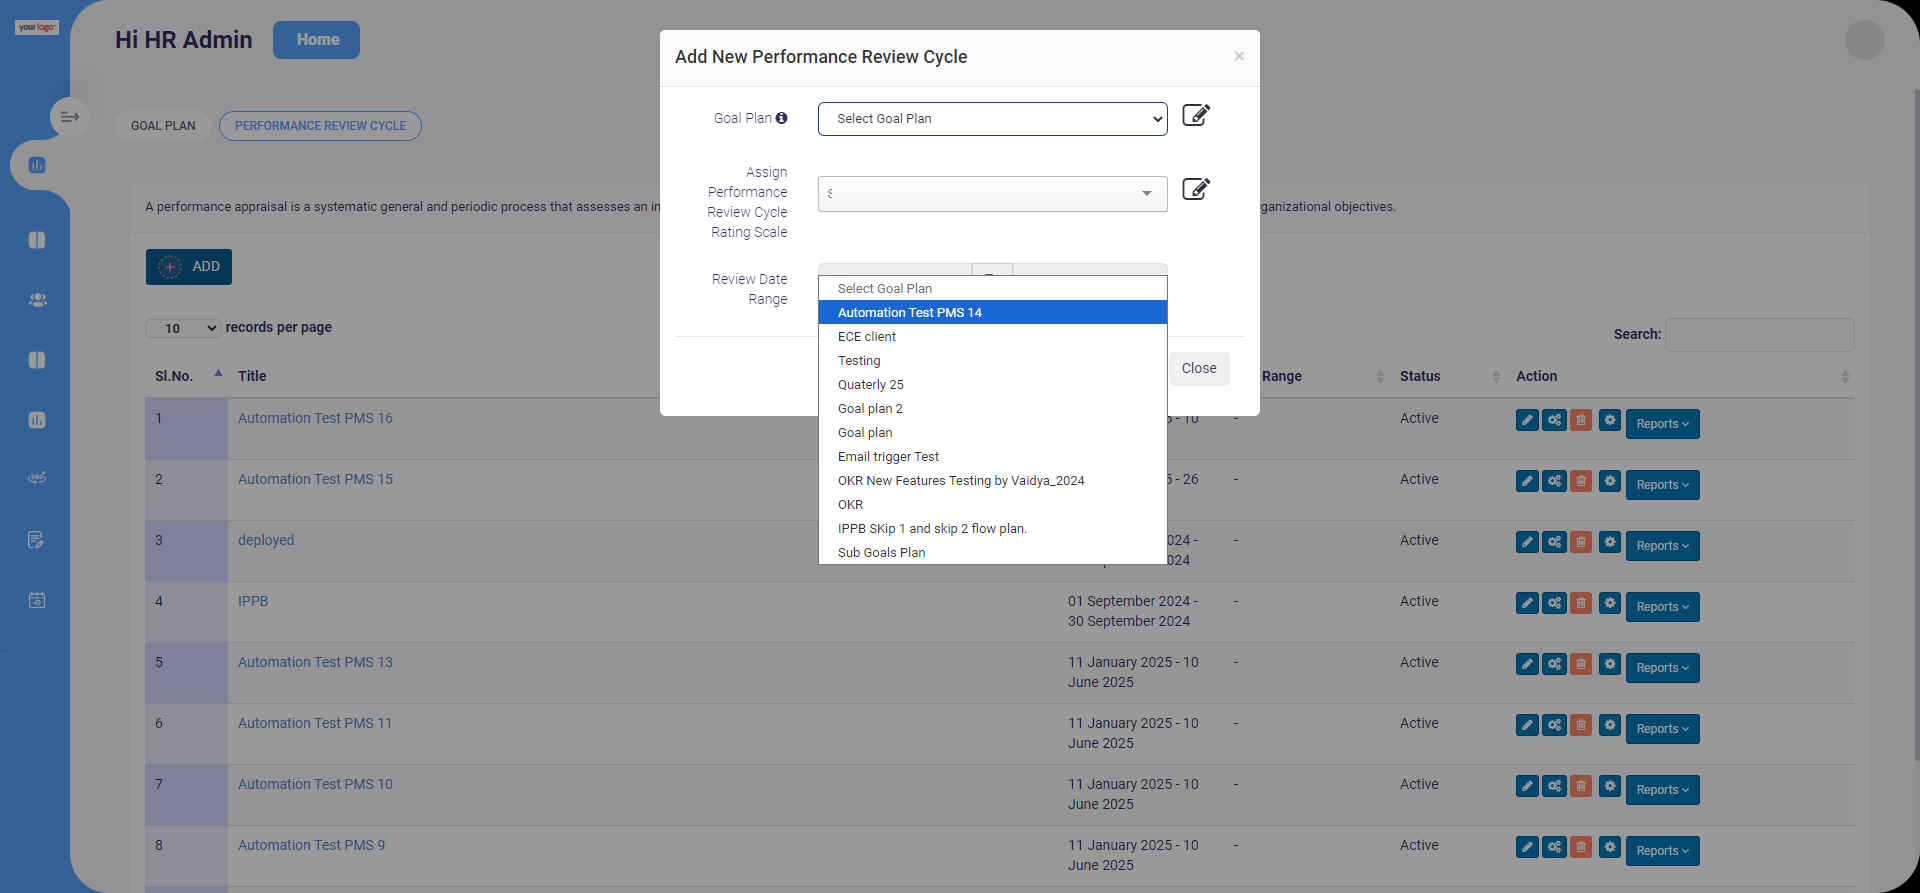 your logo
Hi HR Admin
Home
GOAL PLAN
PERFORMANCE REVIEW CYCLE
A performance appraisal is a systematic general and periodic process that assesses an in
ganizational objectives.
ADD
10 records per page
Search:
Sl.No. Title Range Status Action
1 Automation Test PMS 16 - 10 - Active Reports
2 Automation Test PMS 15 - 26 - Active Reports
3 deployed 024 - - Active Reports
024
4 IPPB 01 September 2024 - - Active Reports
30 September 2024
5 Automation Test PMS 13 11 January 2025 - 10 - Active Reports
June 2025
6 Automation Test PMS 11 11 January 2025 - 10 - Active Reports
June 2025
7 Automation Test PMS 10 11 January 2025 - 10 - Active Reports
June 2025
8 Automation Test PMS 9 11 January 2025 - 10 - Active Reports
June 2025
Add New Performance Review Cycle
×
Goal Plan
Select Goal Plan
Assign
Performance
Review Cycle
Rating Scale
Review Date
Range
Select Goal Plan
Automation Test PMS 14
ECE client
Testing
Quaterly 25
Goal plan 2
Goal plan
Email trigger Test
OKR New Features Testing by Vaidya_2024
OKR
IPPB SKip 1 and skip 2 flow plan.
Sub Goals Plan
Close
360°